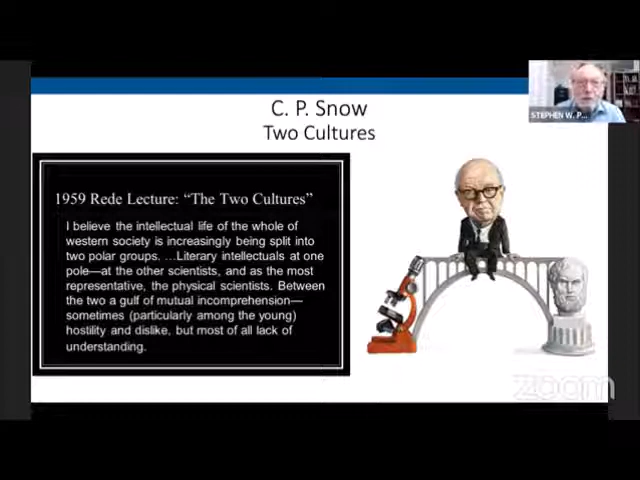 C. P. Snow
Two Cultures
STEPHEN W. P...
1959 Rede Lecture: “The Two Cultures”
I believe the intellectual life of the whole of
western society is increasingly being split into
two polar groups. …Literary intellectuals at one
pole—at the other scientists, and as the most
representative, the physical scientists. Between
the two a gulf of mutual incomprehension—
sometimes (particularly among the young)
hostility and dislike, but most of all lack of
understanding.
zoom